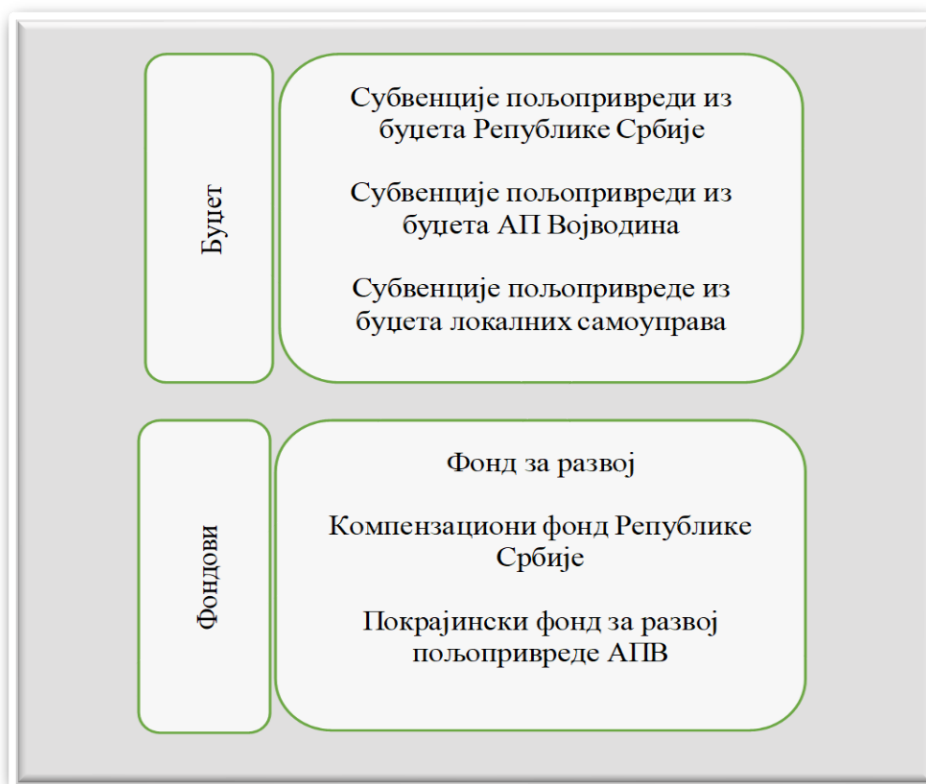 Буџет
Субвенције пољопривреди из
буџета Републике Србије
Субвенције пољопривреди из
буџета АП Војводина
Субвенције пољопривреде из
буџета локалних самоуправа
Фондови
Фонд за развој
Компензациони фонд Републике
Србије
Покрајински фонд за развој
пољопривреде АПВ